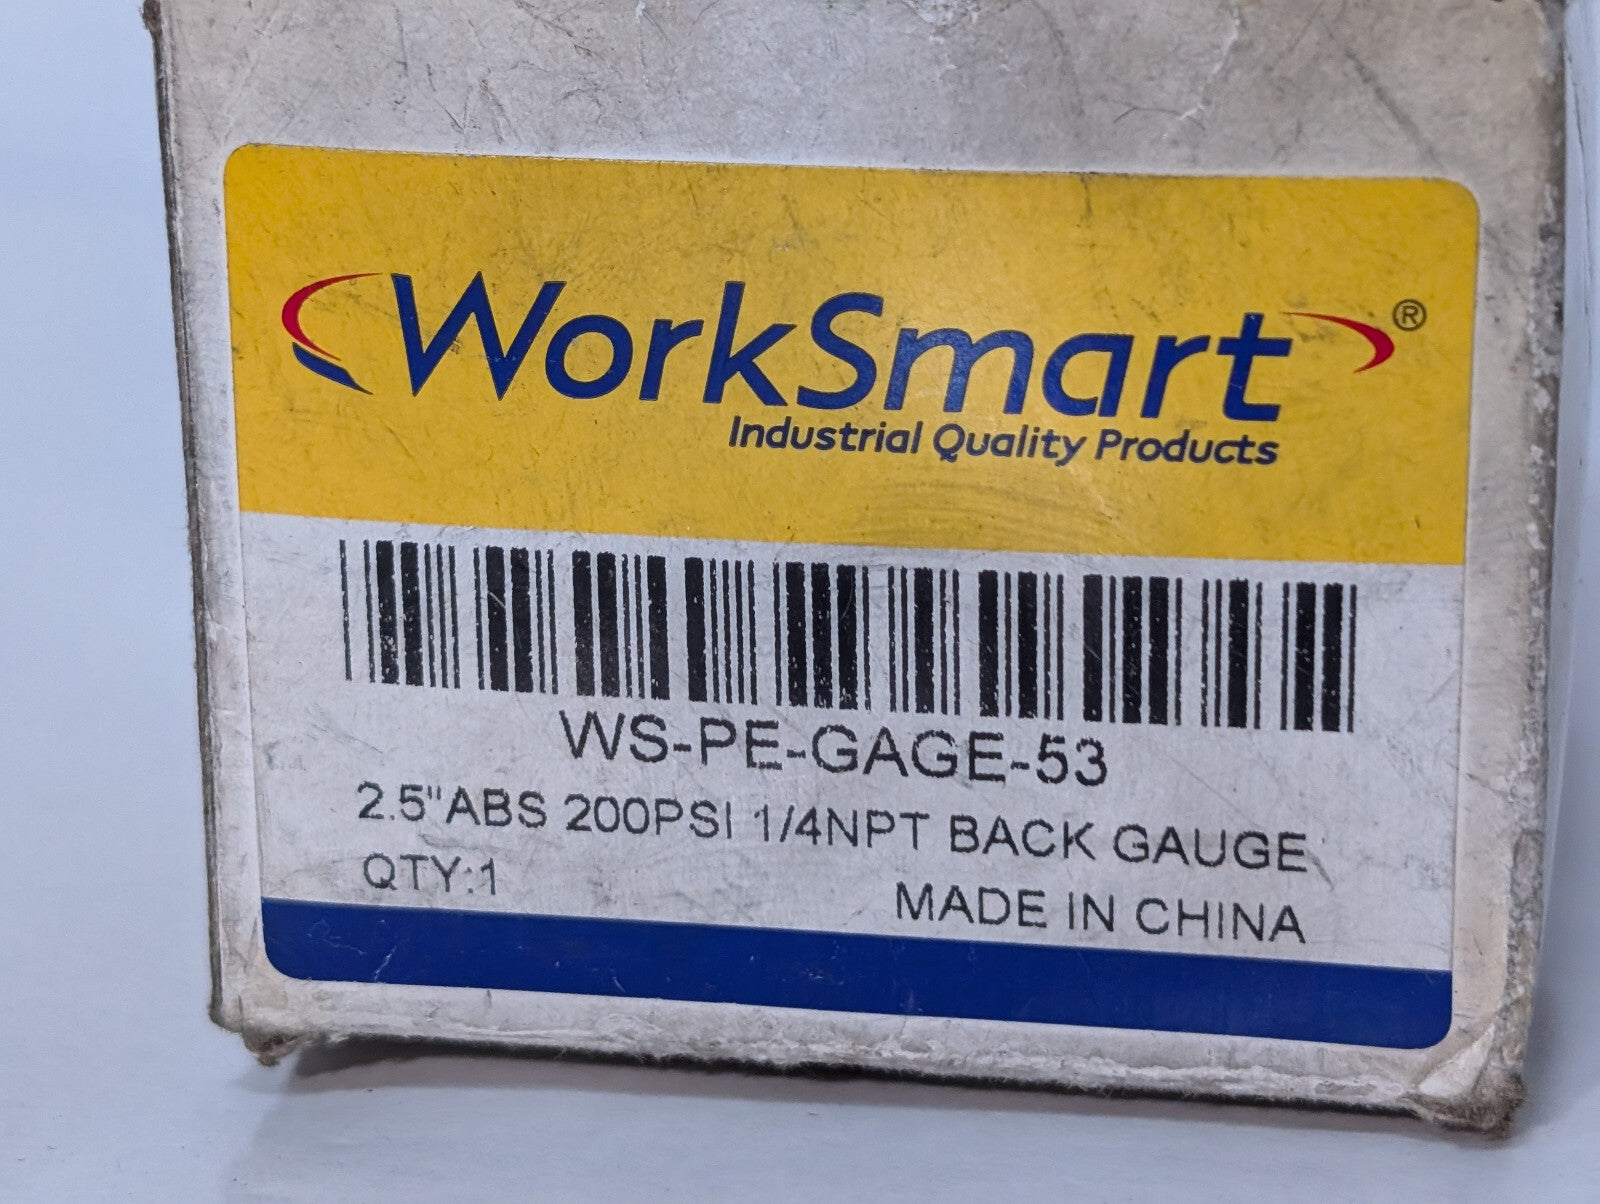 WorkSmart®
Industrial Quality Products
WS-PE-GAGE-53
2.5"ABS 200PSI 1/4NPT BACK GAUGE
QTY:1 MADE IN CHINA